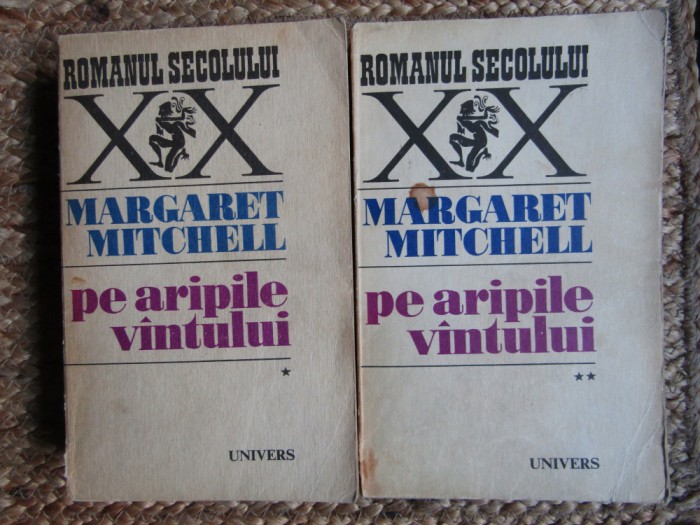 ROMANUL SECOLULUI
XX
MARGARET
MITCHELL
pe aripile
vîntului
*
UNIVERS
ROMANUL SECOLULUI
XX
MARGARET
MITCHELL
pe aripile
vîntului
**
UNIVERS